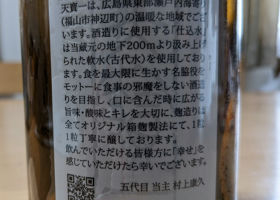 天寶一は、広島県東部瀬戸内海寄り
(福山市神辺町)の温暖な地域でござ
います。酒造りに使用する「仕込水」
は当蔵元の地下200mより汲み上げ
られた軟水(古代水)を使用しており
ます。食を最大限に生かす名脇役を
モットーに食事の邪魔をしない酒造
りを目指し、口に含んだ時に広がる
旨味・酸味とキレを大切に、麹造りは
全てオリジナル箱麹製法にて、1粒
1粒丁寧に醸しております。
飲んでいただける皆様方に「幸せ」を
感じていただけたら幸いでございます。
五代目 当主 村上康久